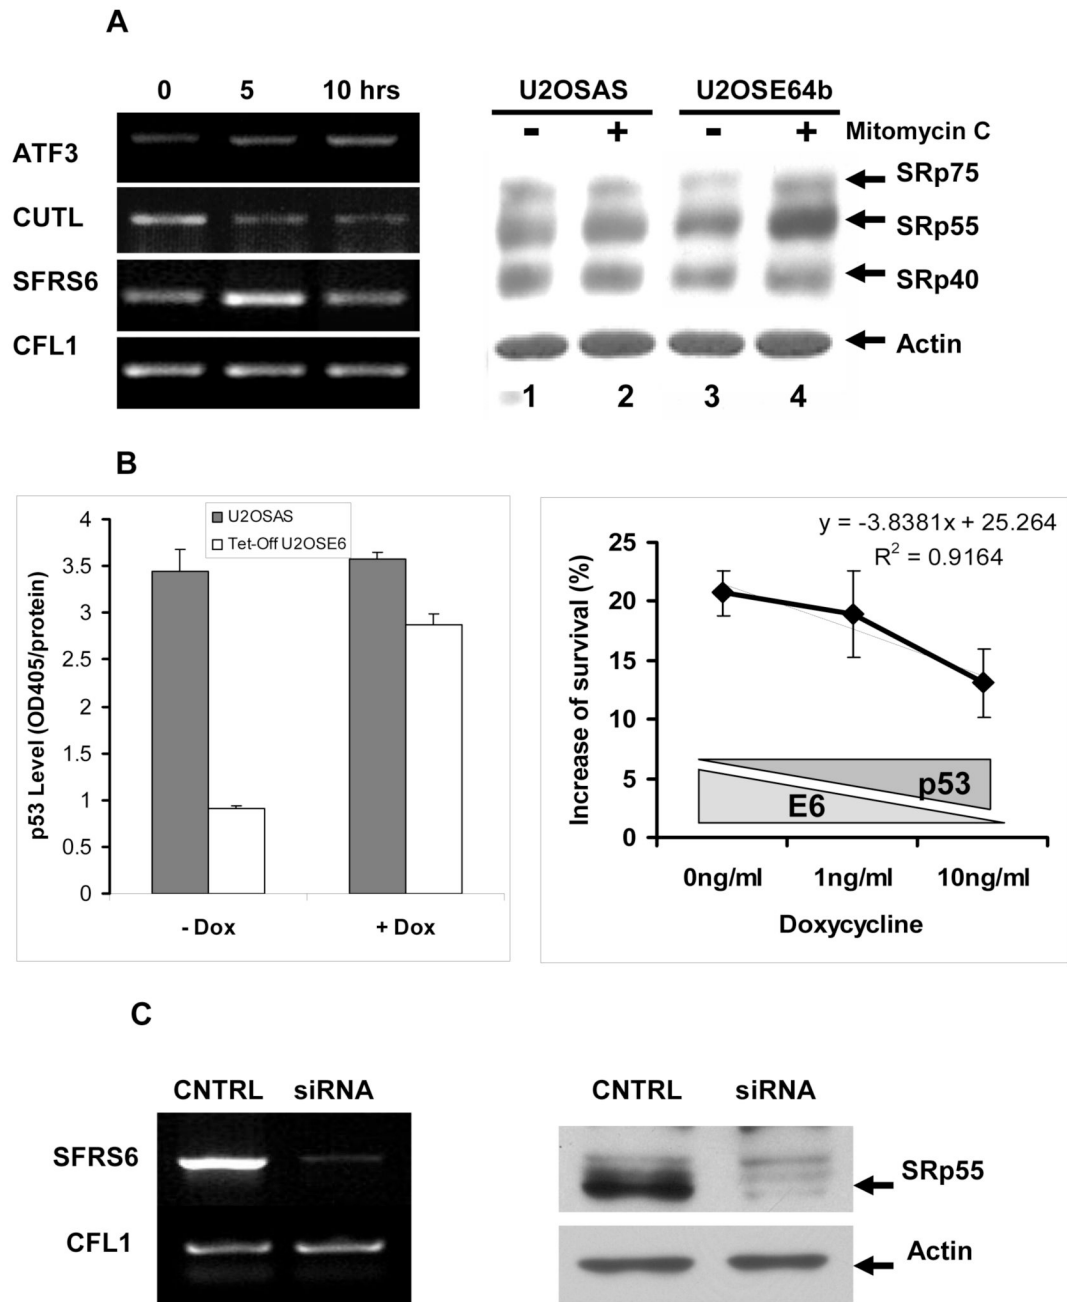 A
0 5 10 hrs
ATF3
CUTL
SFRS6
CFL1
U2OSAS U2OSE64b
- + - + Mitomycin C
SRp75
SRp55
SRp40
Actin
1 2 3 4
B
U2OSAS
Tet-Off U2OSE6
p53 Level (OD405/protein)
4
3.5
3
2.5
2
1.5
1
0.5
0
- Dox + Dox
y = -3.8381x + 25.264
R² = 0.9164
Increase of survival (%)
25
20
15
10
5
0
p53
E6
0ng/ml 1ng/ml 10ng/ml
Doxycycline
C
CNTRL siRNA
SFRS6
CFL1
CNTRL siRNA
SRp55
Actin